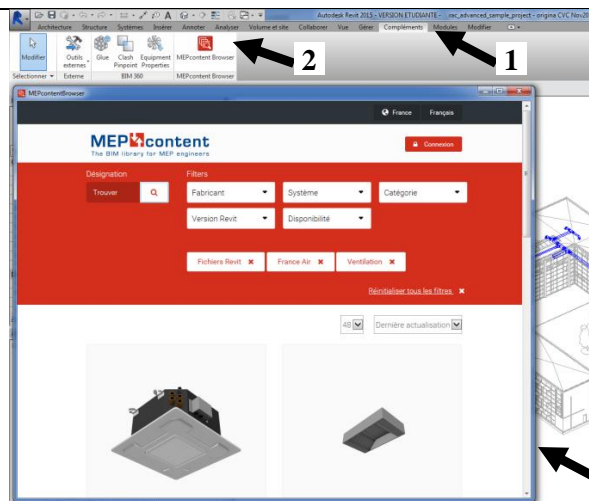 Autodesk Revit 2015 - VERSION ETUDIANTE - rac_advanced_sample_project - origina CVC Nov20
Architecture Structure Systèmes Insérer Annoter Analyser Volume et site Collaborer Vue Gérer Compléments Modules Modifier
Modifier Outils externes Glue Clash Pinpoint Equipment Properties MEPcontent Browser
2
1
Sélectionner Externe BIM 360 MEPcontent Browser
MEPcontentBrowser
France Français
MEPcontent
The BIM library for MEP engineers
Connexion
Désignation Filters
Trouver Fabricant Système Catégorie
Version Revit Disponibilité
Fichiers Revit × France Air × Ventilation ×
Réinitialiser tous les filtres ×
48 Dernière actualisation